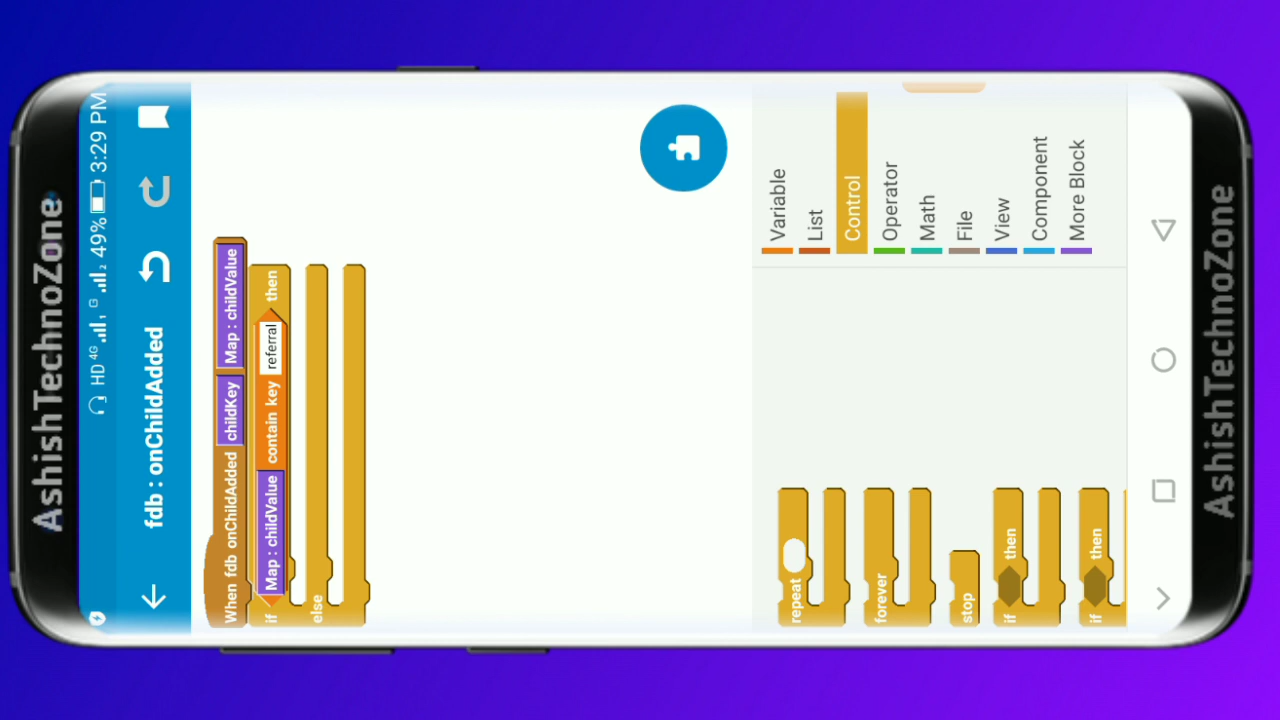 AshishTechnoZone
HD 4G G 2 49% 3:29 PM
fdb : onChildAdded
When fdb onChildAdded childKey Map : childValue
if Map : childValue contain key referral then
else
Variable
List
Control
Operator
Math
File
View
Component
More Block
repeat
forever
stop
if then
if then
AshishTechnoZone